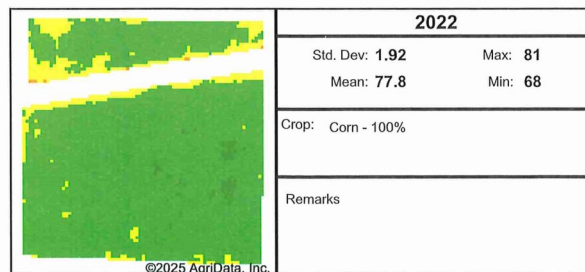 2022
Std. Dev: 1.92 Max: 81
Mean: 77.8 Min: 68
Crop: Corn - 100%
Remarks
©2025 AgriData, Inc.